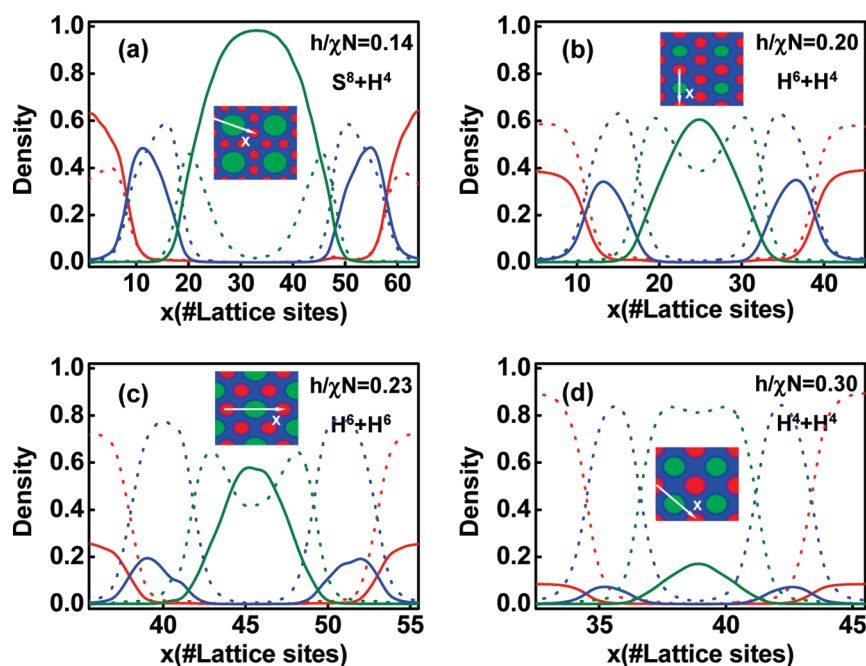 (a)
h/χN=0.14
S⁸+H⁴
x
Density
1.0
0.8
0.6
0.4
0.2
0.0
10 20 30 40 50 60
x(#Lattice sites)
(b)
h/χN=0.20
H⁶+H⁴
x
Density
1.0
0.8
0.6
0.4
0.2
0.0
10 20 30 40
x(#Lattice sites)
(c)
h/χN=0.23
H⁶+H⁶
x
Density
1.0
0.8
0.6
0.4
0.2
0.0
40 45 50 55
x(#Lattice sites)
(d)
h/χN=0.30
H⁴+H⁴
x
Density
1.0
0.8
0.6
0.4
0.2
0.0
35 40 45
x(#Lattice sites)